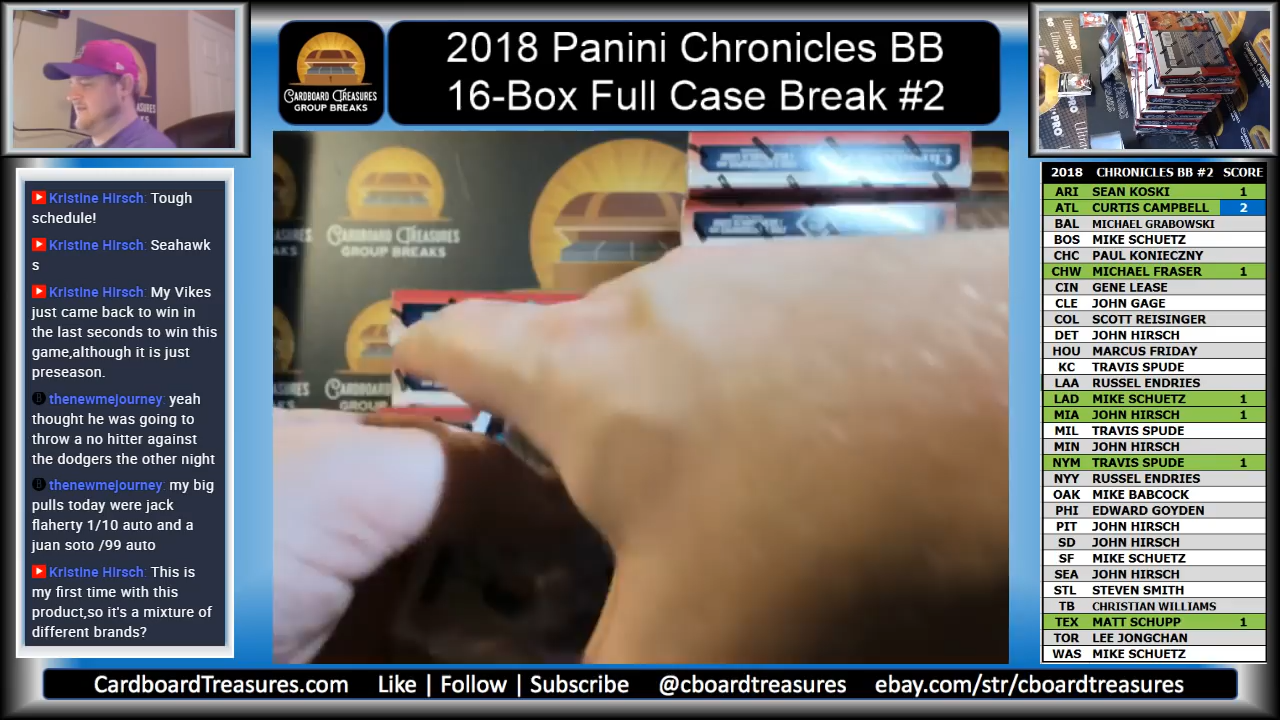 2018 Panini Chronicles BB
16-Box Full Case Break #2
CARDBOARD TREASURES
GROUP BREAKS
Kristine Hirsch: Tough
schedule!
Kristine Hirsch: Seahawk
s
Kristine Hirsch: My Vikes
just came back to win in
the last seconds to win this
game,although it is just
preseason.
thenewmejourney: yeah
thought he was going to
throw a no hitter against
the dodgers the other night
thenewmejourney: my big
pulls today were jack
flaherty 1/10 auto and a
juan soto /99 auto
Kristine Hirsch: This is
my first time with this
product,so it's a mixture of
different brands?
CARDBOARD TREASURES
GROUP BREAKS
CARDBOARD
GROUP
2018 CHRONICLES BB #2 SCORE
ARI SEAN KOSKI 1
ATL CURTIS CAMPBELL 2
BAL MICHAEL GRABOWSKI
BOS MIKE SCHUETZ
CHC PAUL KONIECZNY
CHW MICHAEL FRASER 1
CIN GENE LEASE
CLE JOHN GAGE
COL SCOTT REISINGER
DET JOHN HIRSCH
HOU MARCUS FRIDAY
KC TRAVIS SPUDE
LAA RUSSEL ENDRIES
LAD MIKE SCHUETZ 1
MIA JOHN HIRSCH 1
MIL TRAVIS SPUDE
MIN JOHN HIRSCH
NYM TRAVIS SPUDE 1
NYY RUSSEL ENDRIES
OAK MIKE BABCOCK
PHI EDWARD GOYDEN
PIT JOHN HIRSCH
SD JOHN HIRSCH
SF MIKE SCHUETZ
SEA JOHN HIRSCH
STL STEVEN SMITH
TB CHRISTIAN WILLIAMS
TEX MATT SCHUPP 1
TOR LEE JONGCHAN
WAS MIKE SCHUETZ
CardboardTreasures.com Like | Follow | Subscribe @cboardtreasures ebay.com/str/cboardtreasures